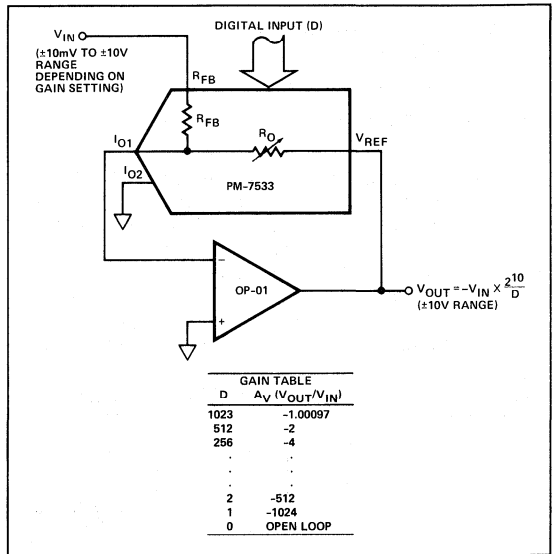 DIGITAL INPUT (D)
VIN
(±10mV TO ±10V
RANGE
DEPENDING ON
GAIN SETTING)
RFB
RFB
IO1
RO
VREF
IO2
PM-7533
−
OP-01
+
VOUT = -VIN × 2^10/D
(±10V RANGE)
GAIN TABLE
D AV (VOUT/VIN)
1023 -1.00097
512 -2
256 -4
. .
. .
. .
2 -512
1 -1024
0 OPEN LOOP